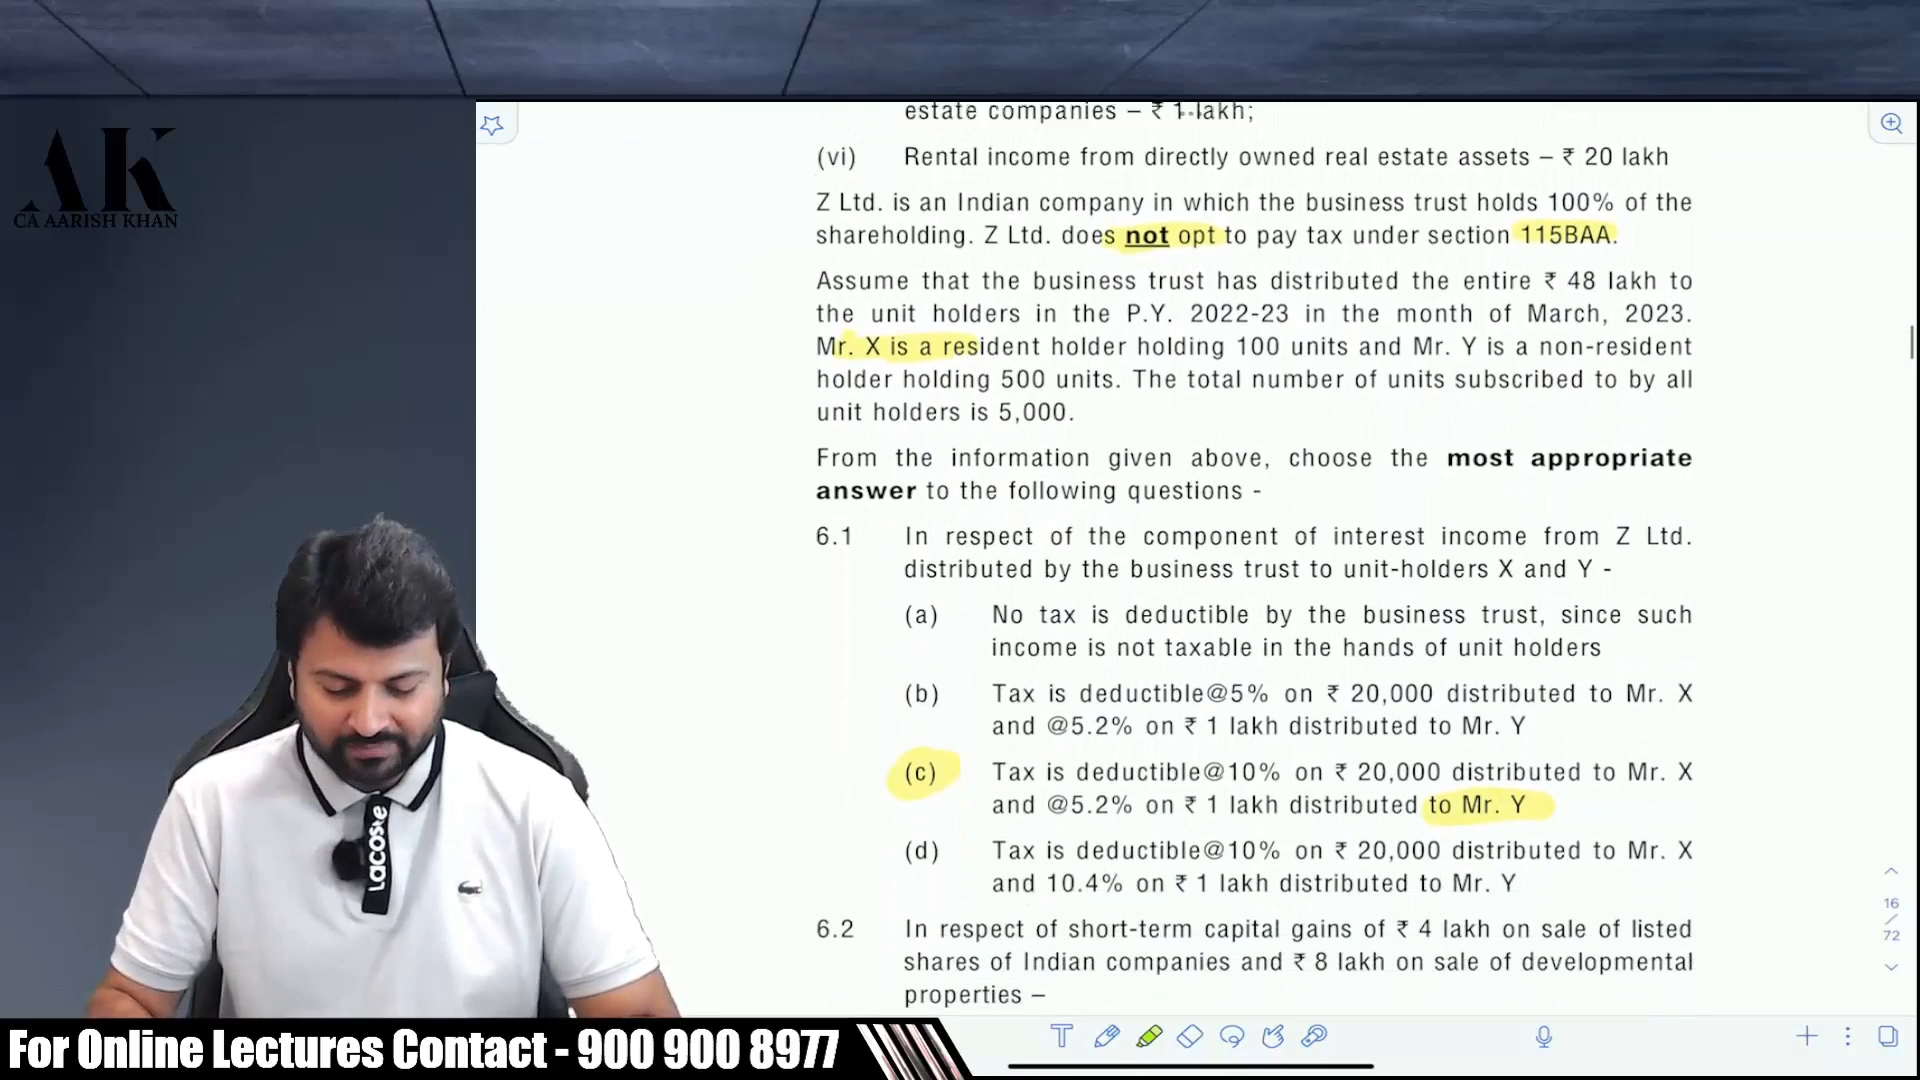 AK
CA AARISH KHAN
estate companies – ₹ 1 lakh;
(vi) Rental income from directly owned real estate assets – ₹ 20 lakh
Z Ltd. is an Indian company in which the business trust holds 100% of the
shareholding. Z Ltd. does not opt to pay tax under section 115BAA.
Assume that the business trust has distributed the entire ₹ 48 lakh to
the unit holders in the P.Y. 2022-23 in the month of March, 2023.
Mr. X is a resident holder holding 100 units and Mr. Y is a non-resident
holder holding 500 units. The total number of units subscribed to by all
unit holders is 5,000.
From the information given above, choose the most appropriate
answer to the following questions -
6.1 In respect of the component of interest income from Z Ltd.
distributed by the business trust to unit-holders X and Y -
(a) No tax is deductible by the business trust, since such
income is not taxable in the hands of unit holders
(b) Tax is deductible@5% on ₹ 20,000 distributed to Mr. X
and @5.2% on ₹ 1 lakh distributed to Mr. Y
(c) Tax is deductible@10% on ₹ 20,000 distributed to Mr. X
and @5.2% on ₹ 1 lakh distributed to Mr. Y
(d) Tax is deductible@10% on ₹ 20,000 distributed to Mr. X
and 10.4% on ₹ 1 lakh distributed to Mr. Y
6.2 In respect of short-term capital gains of ₹ 4 lakh on sale of listed
shares of Indian companies and ₹ 8 lakh on sale of developmental
properties –
16
/
72
Lacoste
T
For Online Lectures Contact - 900 900 8977